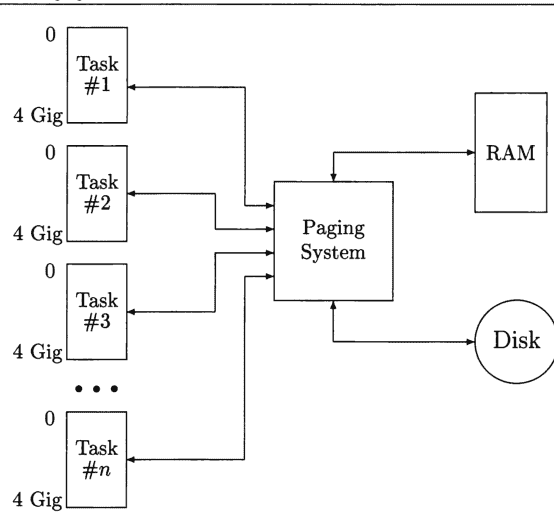 0
Task
#1
4 Gig
0
Task
#2
4 Gig
0
Task
#3
4 Gig
• • •
0
Task
#n
4 Gig
Paging
System
RAM
Disk